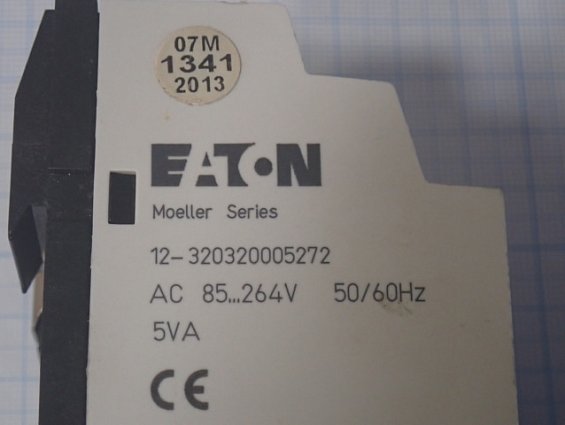 07M
1341
2013
EATON
Moeller Series
12-320320005272
AC 85...264V 50/60Hz
5VA
CE